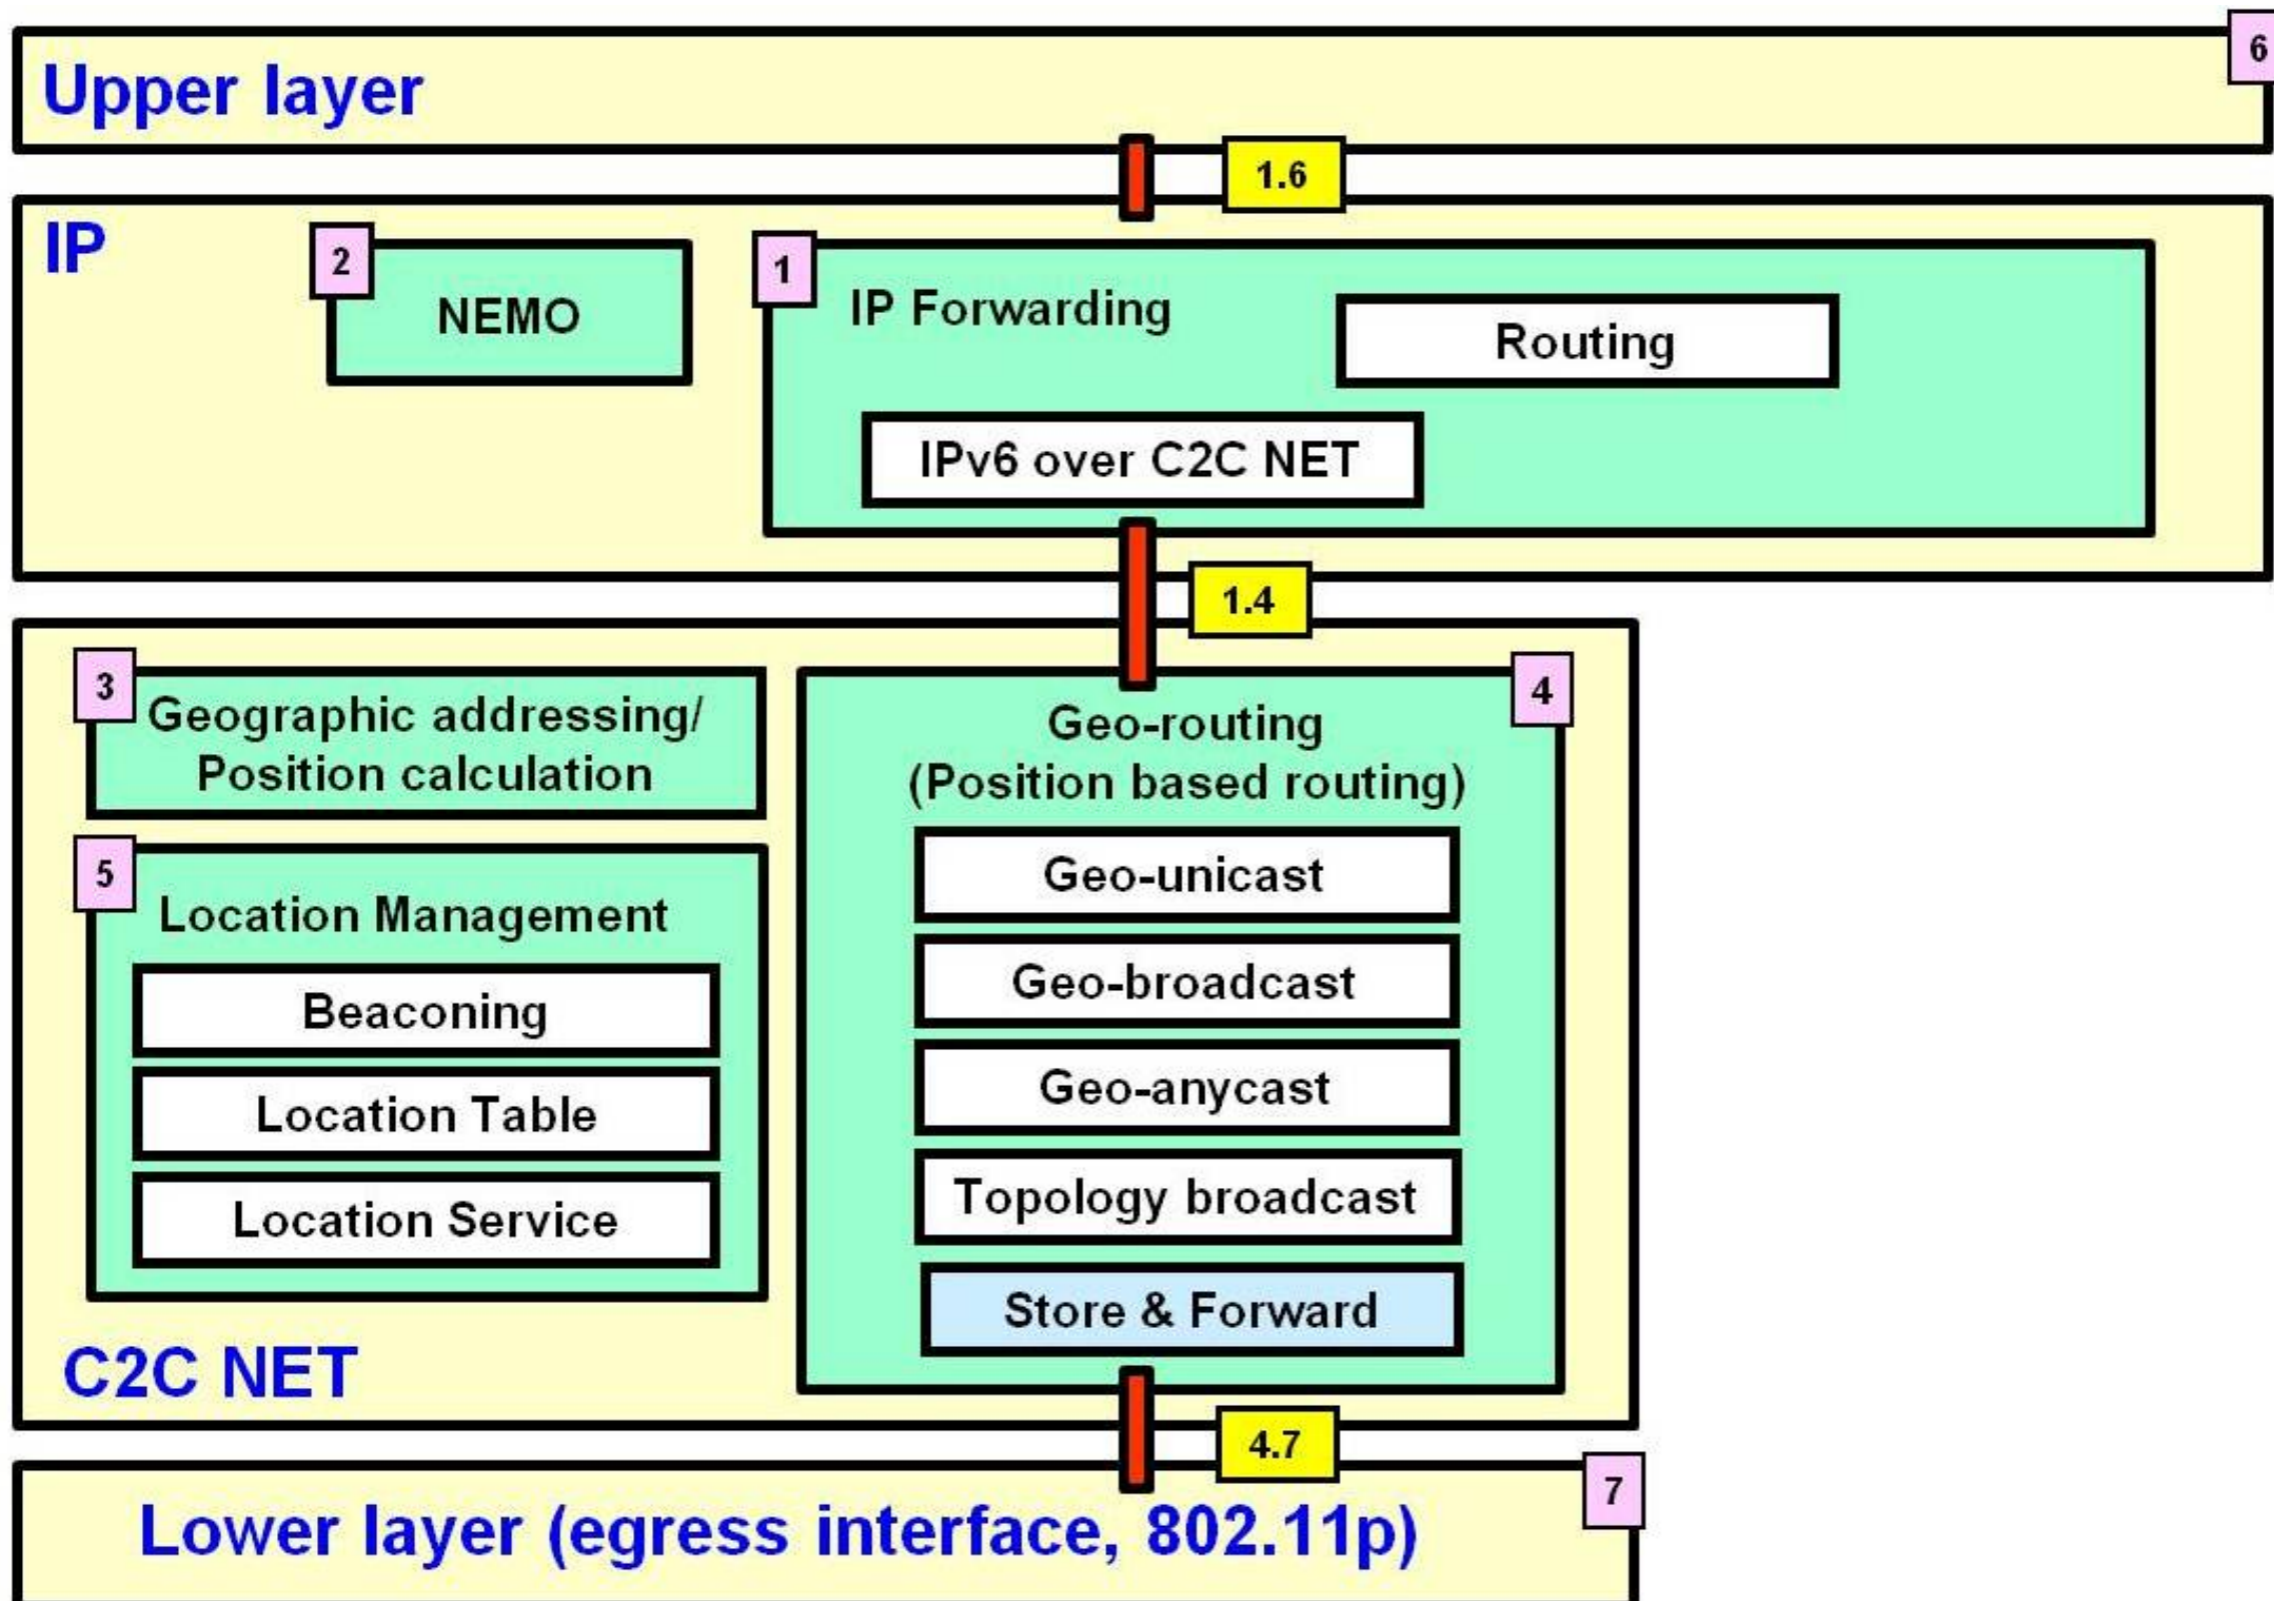 6
Upper layer
1.6
IP
2
NEMO
1
IP Forwarding
Routing
IPv6 over C2C NET
1.4
3
Geographic addressing/
Position calculation
5
Location Management
Beaconing
Location Table
Location Service
C2C NET
4
Geo-routing
(Position based routing)
Geo-unicast
Geo-broadcast
Geo-anycast
Topology broadcast
Store & Forward
4.7
7
Lower layer (egress interface, 802.11p)